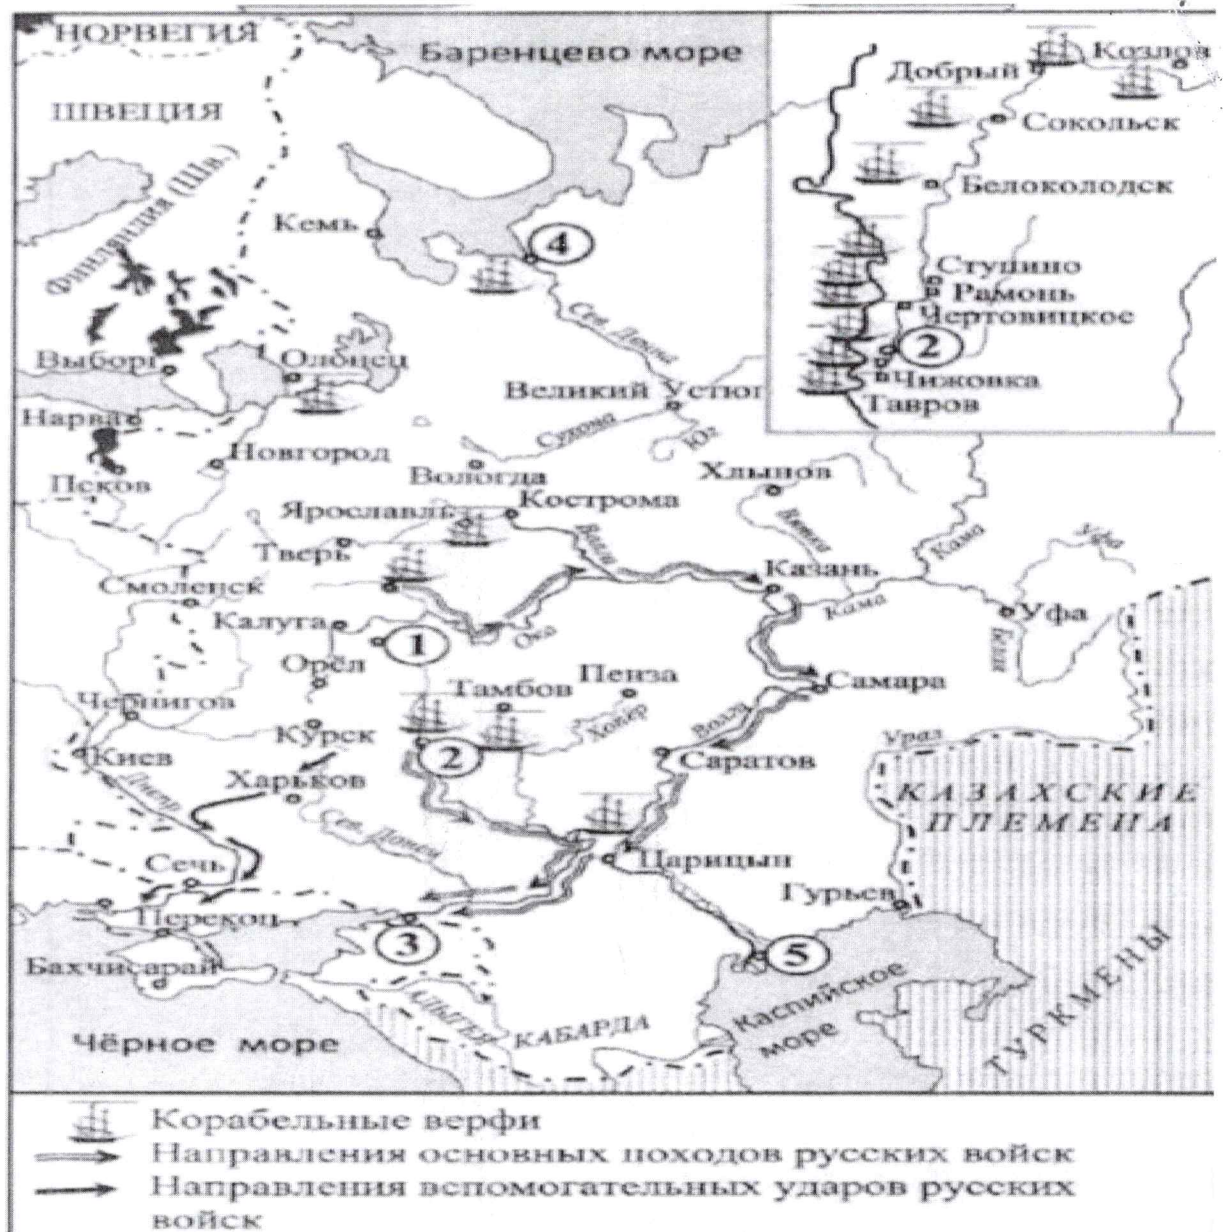 НОРВЕГИЯ
Баренцево море
ШВЕЦИЯ
Финляндия (Шв.)
Кемь
4
Сев. Двина
Выборг
Олонец
Великий Устюг
Нарва
Сухона
Юг
Новгород
Вологда
Хлынов
Псков
Ярославль
Кострома
Волга
Вятка
Кама
Уфа
Тверь
Казань
Смоленск
Кама
Уфа
Калуга
1
Ока
Белая
Орёл
Пенза
Тамбов
Самара
Чернигов
Хопёр
Волга
Курск
Урал
Киев
2
Саратов
Харьков
КАЗАХСКИЕ
ПЛЕМЕНА
Днепр
Сев. Донец
Сечь
Царицын
Гурьев
Перекоп
3
5
Бахчисарай
Каспийское
море
АДЫГЕЯ
КАБАРДА
ТУРКМЕНЫ
Чёрное море
Козлов
Добрый
Сокольск
Белоколодск
Ступино
Рамонь
Чертовицкое
2
Чижовка
Тавров
Корабельные верфи
Направления основных походов русских войск
Направления вспомогательных ударов русских
войск